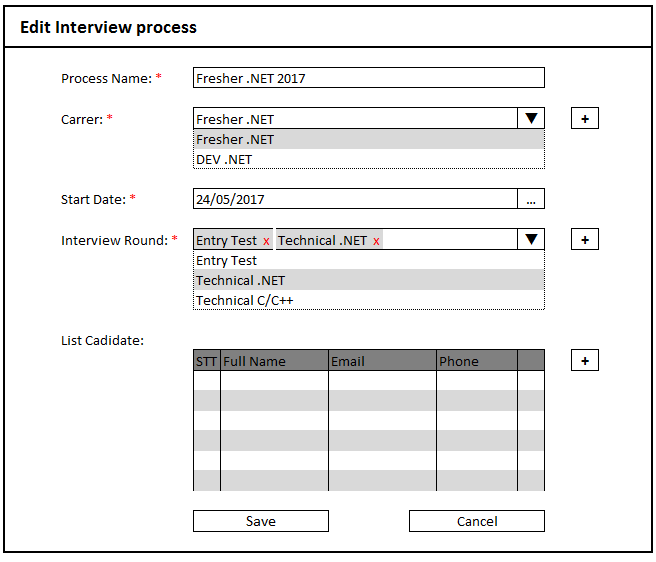 Edit Interview process
Process Name: * Fresher .NET 2017
Carrer: * Fresher .NET ▼ +
Fresher .NET
DEV .NET
Start Date: * 24/05/2017 ...
Interview Round: * Entry Test x Technical .NET x ▼ +
Entry Test
Technical .NET
Technical C/C++
List Cadidate:
STT Full Name Email Phone +
Save Cancel